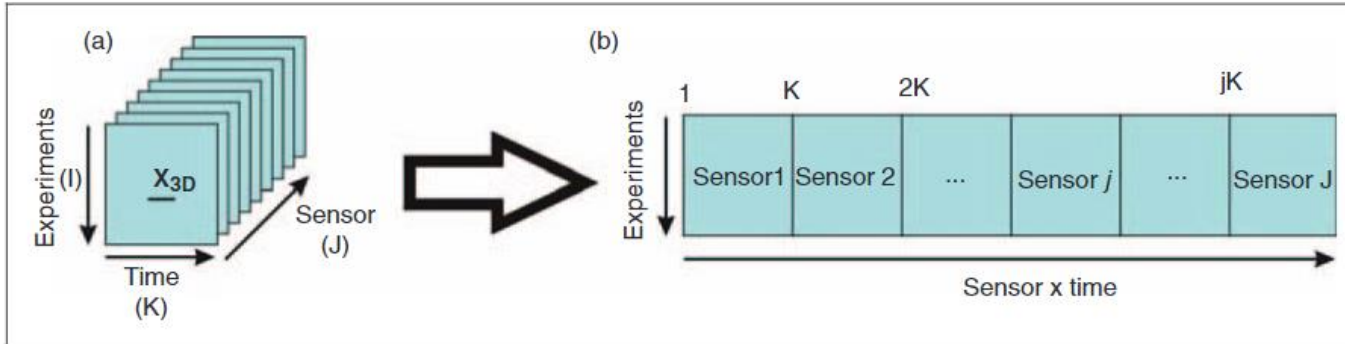 (a)
Experiments
(I)
X3D
Sensor
(J)
Time
(K)
(b)
1
K
2K
jK
Experiments
Sensor1
Sensor 2
...
Sensor j
...
Sensor J
Sensor x time